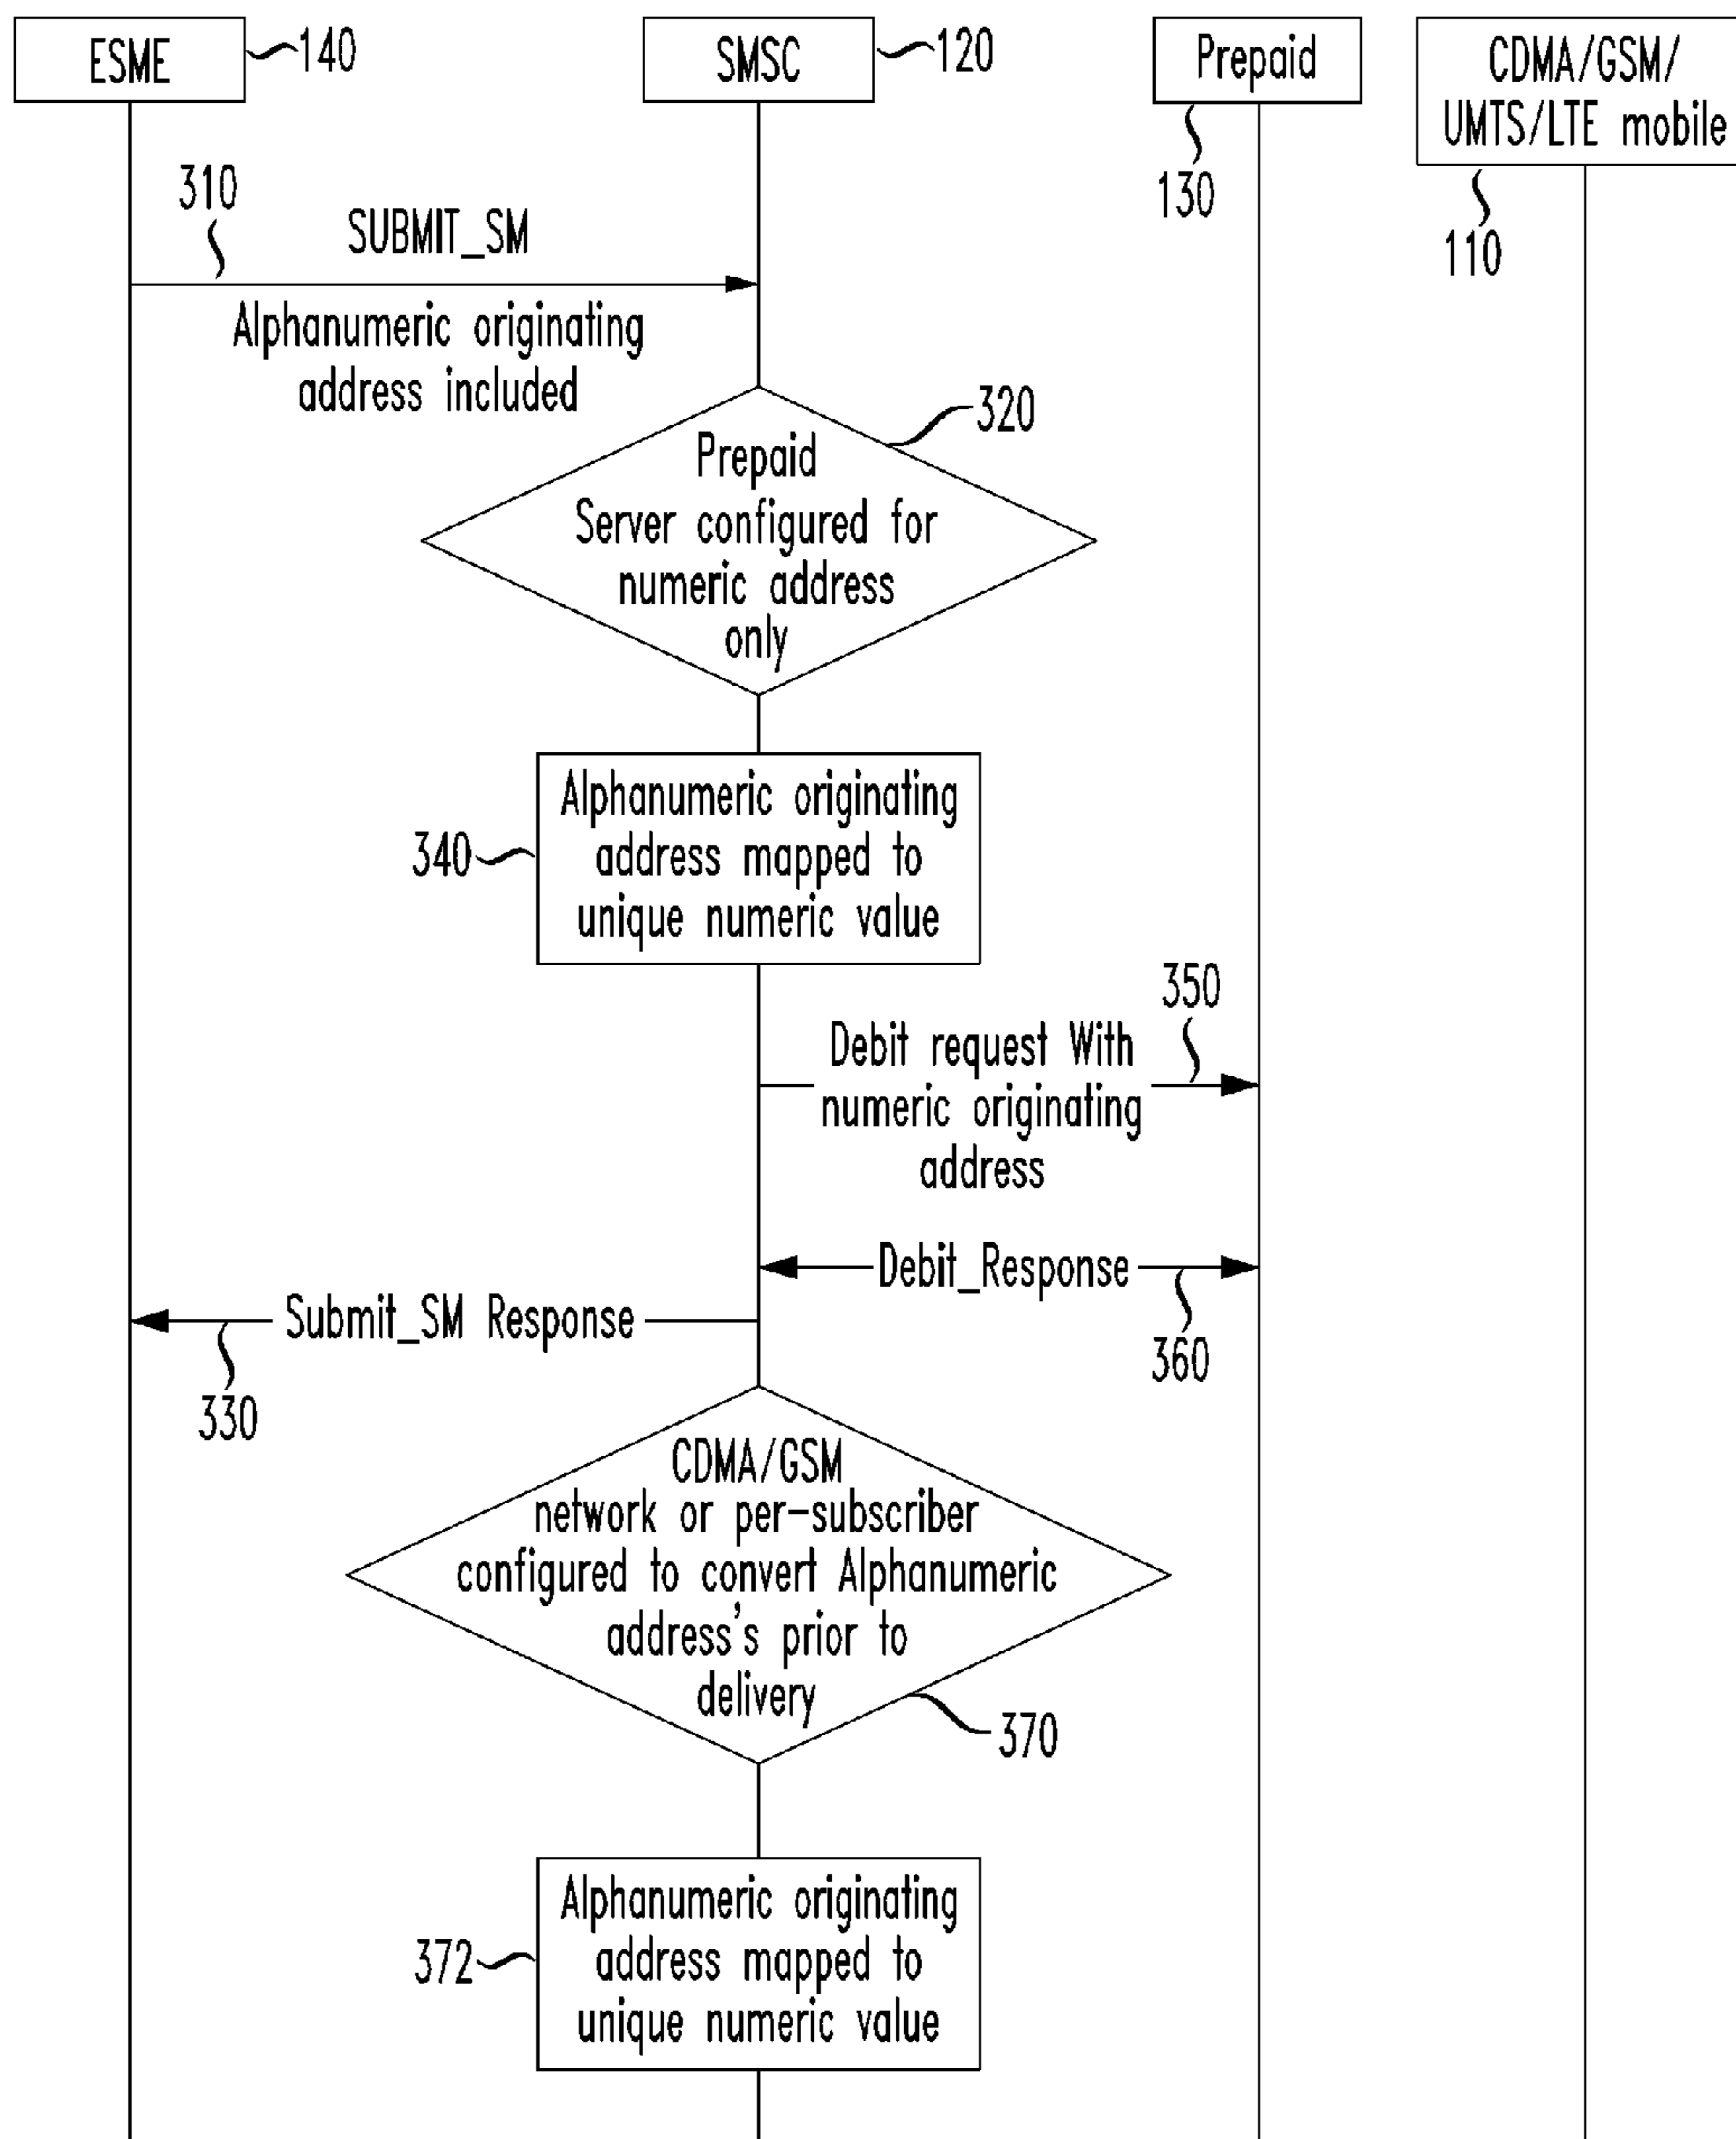 ESME
140
SMSC
120
Prepaid
130
CDMA/GSM/
UMTS/LTE mobile
110
310
SUBMIT_SM
Alphanumeric originating
address included
320
Prepaid
Server configured for
numeric address
only
340
Alphanumeric originating
address mapped to
unique numeric value
350
Debit request With
numeric originating
address
Debit_Response
360
Submit_SM Response
330
CDMA/GSM
network or per-subscriber
configured to convert Alphanumeric
address's prior to
delivery
370
372
Alphanumeric originating
address mapped to
unique numeric value